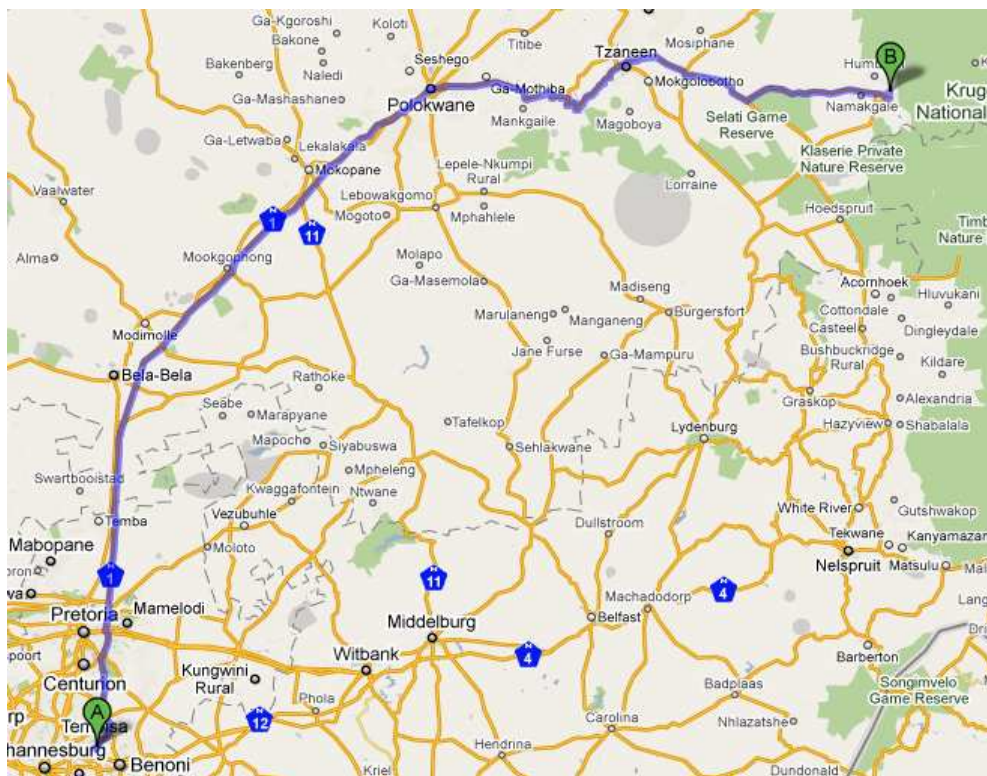 Ga-Kgoroshi
Koloti
Titibe
Mosiphane
Bakone
Tzaneen
B
Seshego
Bakenberg
Naledi
Mokgolobotho
Ga-Mothiba
Polokwane
Namakgale
Ga-Mashashane
Mankgaile
Magoboya
Selati Game
Reserve
National
Ga-Letwaba
Lekalakala
Klaserie Private
Nature Reserve
Mokopane
Lepele-Nkumpi
Rural
Lorraine
Vaalwater
Lebowakgomo
Mogoto
Mphahlele
Hoedspruit
N
1
N
11
Alma
Molapo
Mookgophong
Ga-Masemola
Acornhoek
Madiseng
Hluvukani
Marulaneng
Manganeng
Burgersfort
Cottondale
Dingleydale
Modimolle
Casteel
Jane Furse
Ga-Mampuru
Bushbuckridge
Rural
Kildare
Bela-Bela
Rathoke
Graskop
Alexandria
Seabe
Marapyane
Tafelkop
Hazyview
Shabalala
Mapoch
Siyabuswa
Lydenburg
Sehlakwane
Mpheleng
Swartbooistad
Kwaggafontein
Ntwane
Vezubuhle
Temba
White River
Gutshwakop
Dullstroom
Mabopane
Moloto
Tekwane
Kanyamazar
Nelspruit
Matsulu
N
1
N
11
N
4
Pretoria
Mamelodi
Machadodorp
Middelburg
Belfast
Witbank
N
4
Barberton
Centurion
Kungwini
Rural
Songimvelo
Game Reserve
Badplaas
A
Phola
N
12
Carolina
Nhlazatshe
hannesburg
Benoni
Hendrina
Kriel
Dundonald